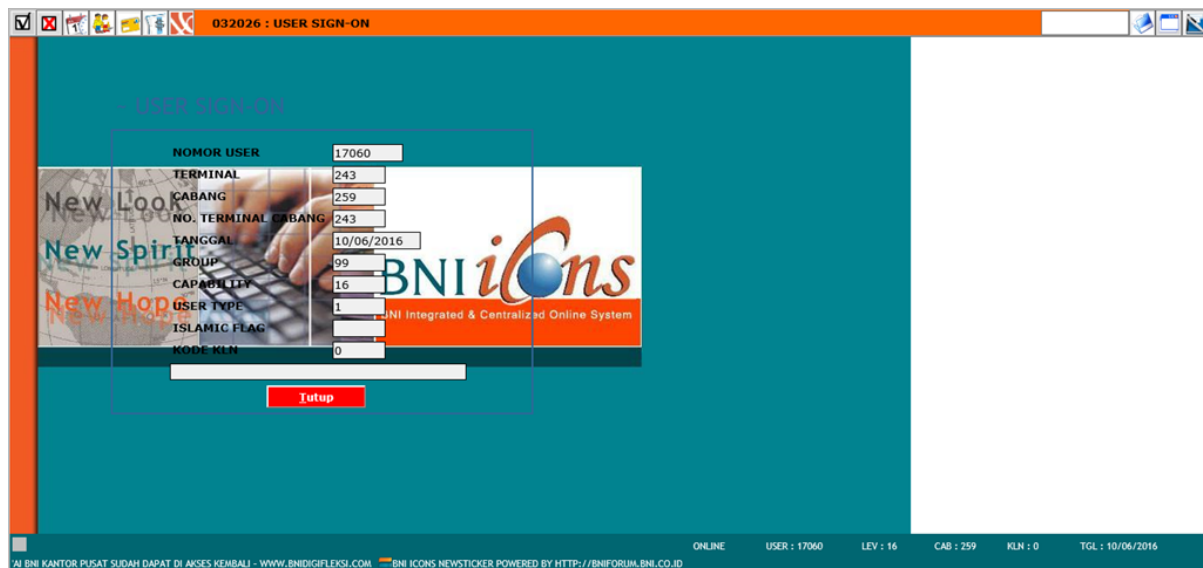 032026 : USER SIGN-ON
- USER SIGN-ON
NOMOR USER 17060
TERMINAL 243
CABANG 259
NO. TERMINAL CABANG 243
TANGGAL 10/06/2016
GROUP 99
CAPABILITY 16
USER TYPE 1
ISLAMIC FLAG
KODE KLN 0
Tutup
New Look
New Spirit
New Hope
BNI icons
BNI Integrated & Centralized Online System
ONLINE USER : 17060 LEV : 16 CAB : 259 KLN : 0 TGL : 10/06/2016
'AI BNI KANTOR PUSAT SUDAH DAPAT DI AKSES KEMBALI - WWW.BNIDIGIFLEKSI.COM BNI ICONS NEWSTICKER POWERED BY HTTP://BNIFORUM.BNI.CO.ID